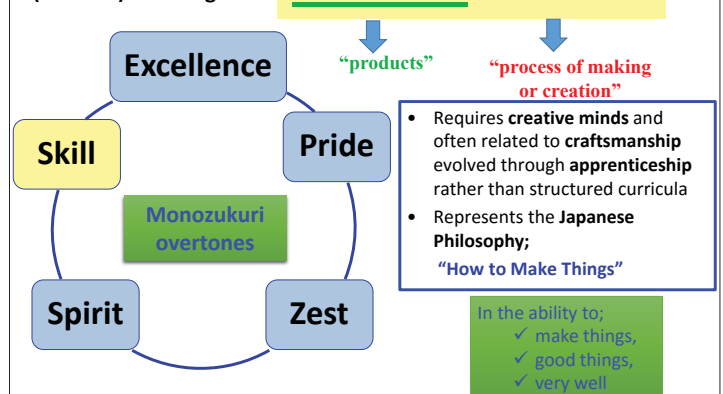 Excellence
Skill
Pride
Monozukuri
overtones
Spirit
Zest
“products”
“process of making
or creation”
• Requires creative minds and
often related to craftsmanship
evolved through apprenticeship
rather than structured curricula
• Represents the Japanese
Philosophy;
“How to Make Things”
In the ability to;
✓ make things,
✓ good things,
✓ very well